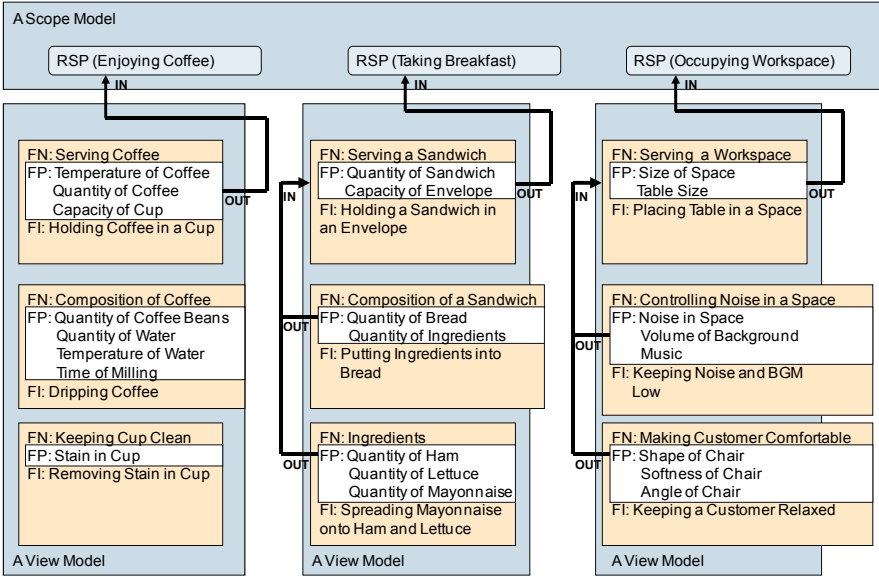 A Scope Model
RSP (Enjoying Coffee)
RSP (Taking Breakfast)
RSP (Occupying Workspace)
IN
IN
IN
FN: Serving Coffee
FP: Temperature of Coffee
Quantity of Coffee
Capacity of Cup
FI: Holding Coffee in a Cup
OUT
FN: Composition of Coffee
FP: Quantity of Coffee Beans
Quantity of Water
Temperature of Water
Time of Milling
FI: Dripping Coffee
FN: Keeping Cup Clean
FP: Stain in Cup
FI: Removing Stain in Cup
A View Model
FN: Serving a Sandwich
FP: Quantity of Sandwich
Capacity of Envelope
FI: Holding a Sandwich in
an Envelope
IN
OUT
FN: Composition of a Sandwich
FP: Quantity of Bread
Quantity of Ingredients
FI: Putting Ingredients into
Bread
OUT
FN: Ingredients
FP: Quantity of Ham
Quantity of Lettuce
Quantity of Mayonnaise
FI: Spreading Mayonnaise
onto Ham and Lettuce
OUT
A View Model
FN: Serving a Workspace
FP: Size of Space
Table Size
FI: Placing Table in a Space
IN
OUT
FN: Controlling Noise in a Space
FP: Noise in Space
Volume of Background
Music
FI: Keeping Noise and BGM
Low
OUT
FN: Making Customer Comfortable
FP: Shape of Chair
Softness of Chair
Angle of Chair
FI: Keeping a Customer Relaxed
OUT
A View Model